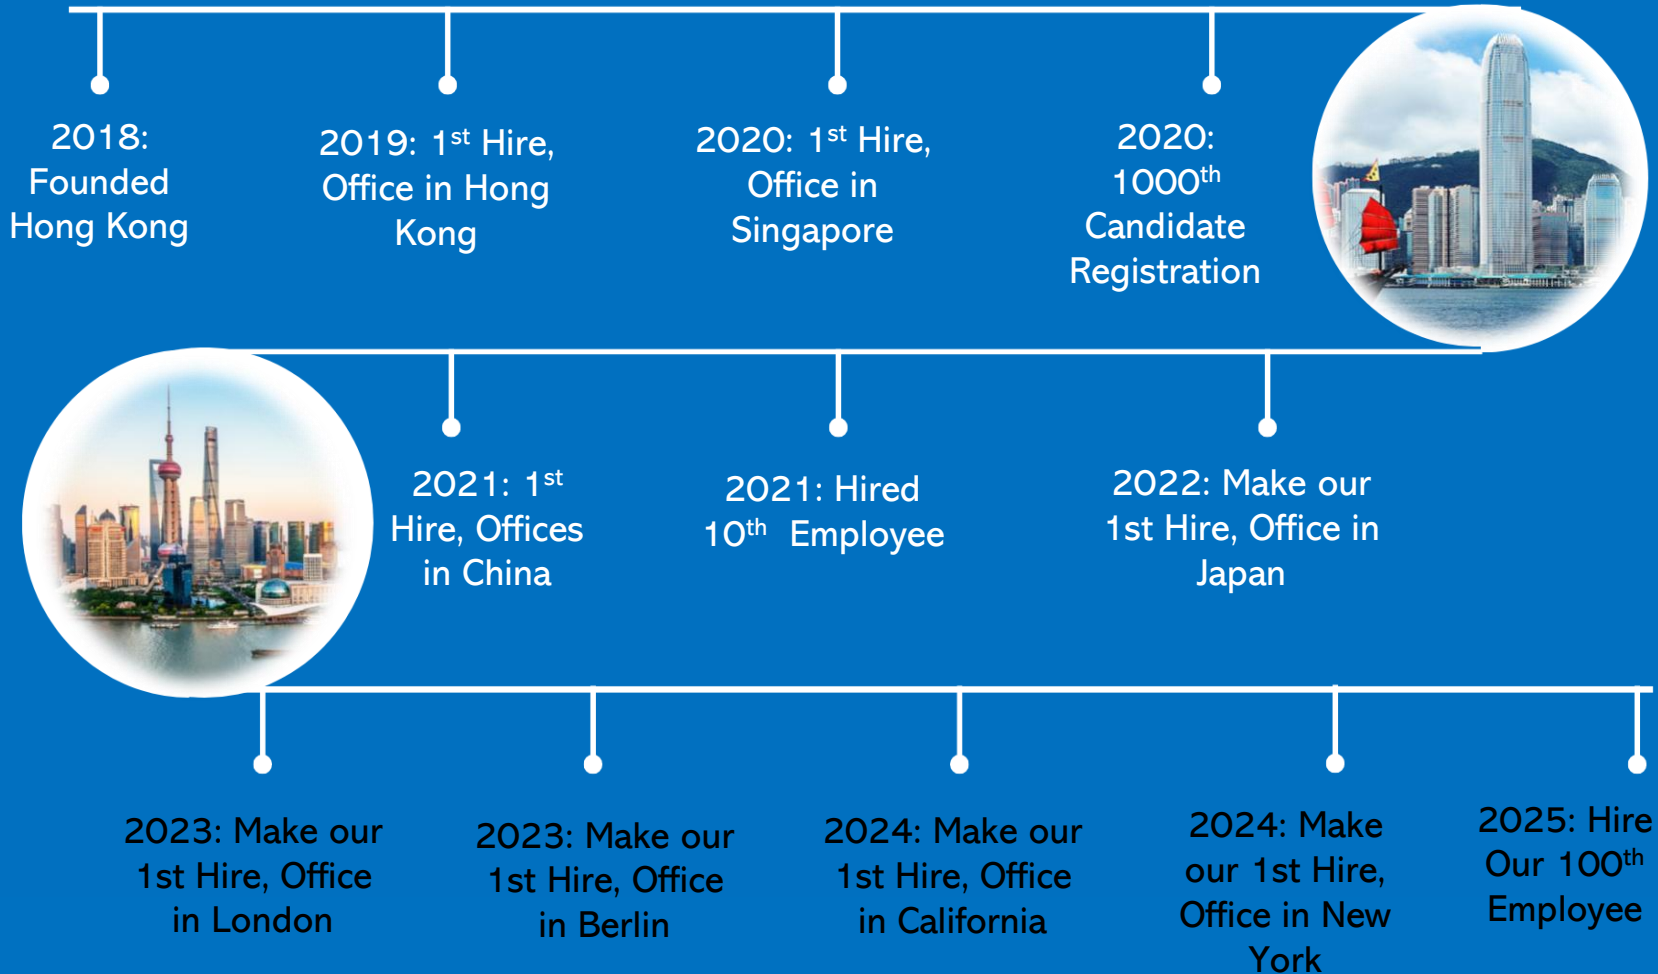 2018:
Founded
Hong Kong
2019: 1st Hire,
Office in Hong
Kong
2020: 1st Hire,
Office in
Singapore
2020:
1000th
Candidate
Registration
2021: 1st
Hire, Offices
in China
2021: Hired
10th Employee
2022: Make our
1st Hire, Office in
Japan
2023: Make our
1st Hire, Office
in London
2023: Make our
1st Hire, Office
in Berlin
2024: Make our
1st Hire, Office
in California
2024: Make
our 1st Hire,
Office in New
York
2025: Hire
Our 100th
Employee